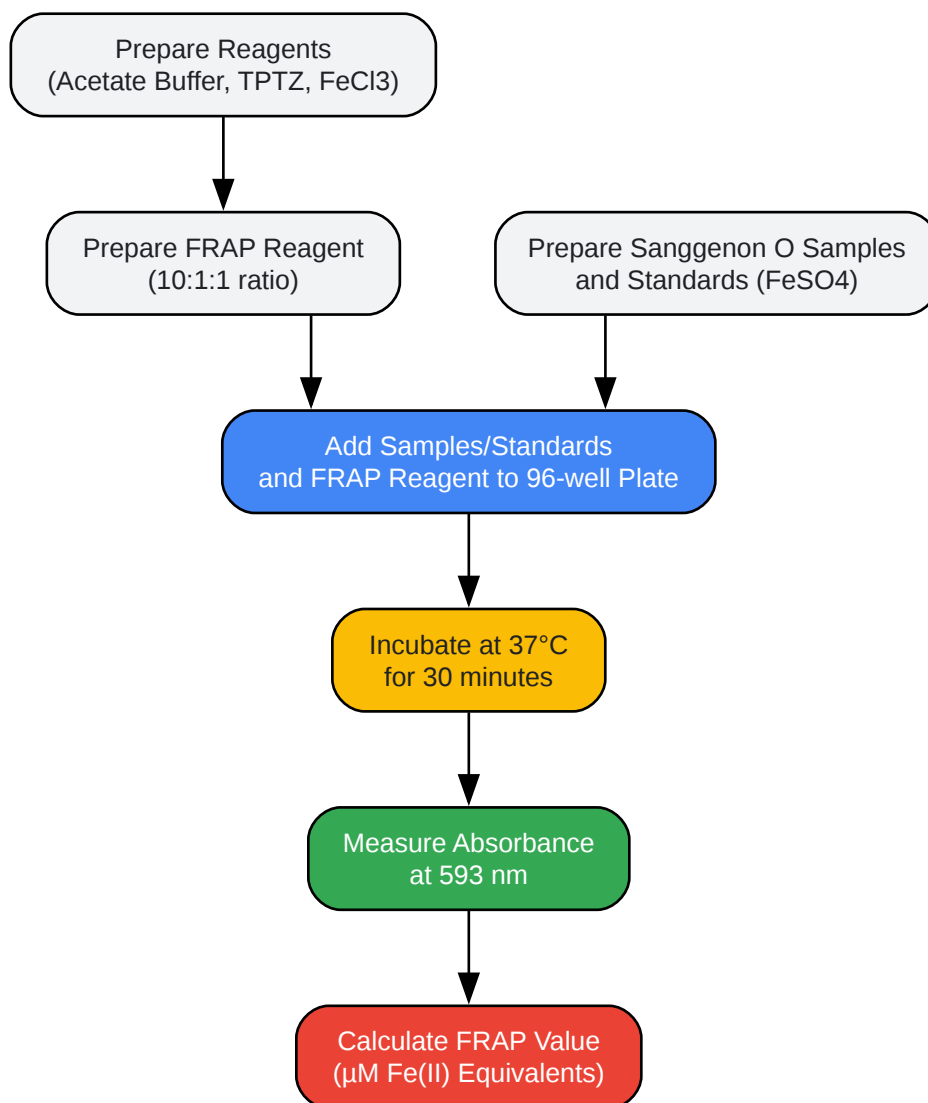 Prepare Reagents
(Acetate Buffer, TPTZ, FeCl3)
Prepare FRAP Reagent
(10:1:1 ratio)
Prepare Sanggenon O Samples
and Standards (FeSO4)
Add Samples/Standards
and FRAP Reagent to 96-well Plate
Incubate at 37°C
for 30 minutes
Measure Absorbance
at 593 nm
Calculate FRAP Value
(µM Fe(II) Equivalents)